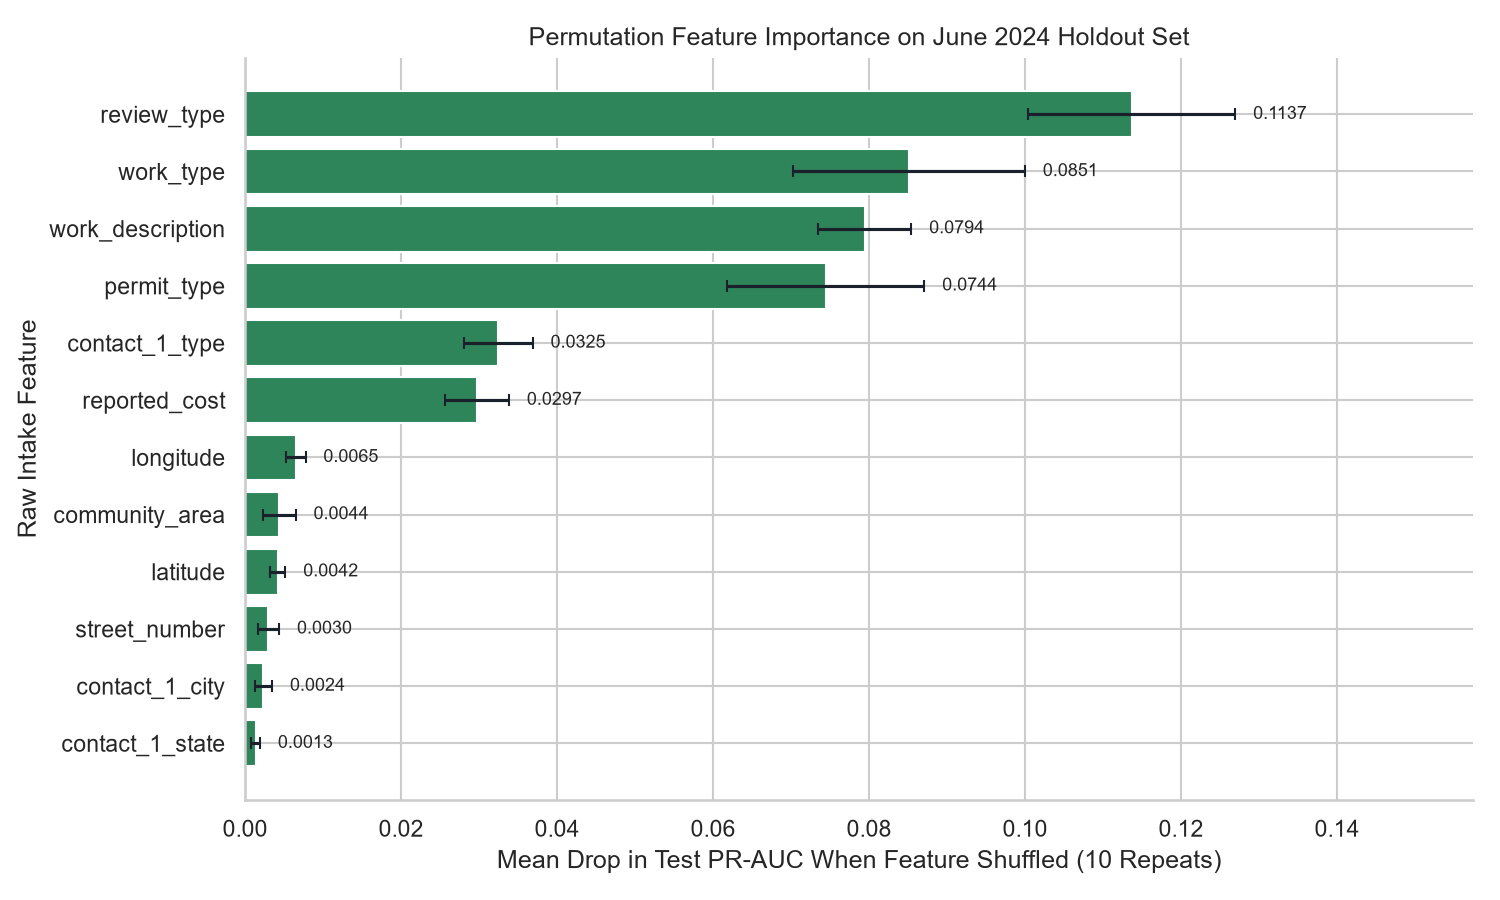 Permutation Feature Importance on June 2024 Holdout Set
Raw Intake Feature
review_type 0.1137
work_type 0.0851
work_description 0.0794
permit_type 0.0744
contact_1_type 0.0325
reported_cost 0.0297
longitude 0.0065
community_area 0.0044
latitude 0.0042
street_number 0.0030
contact_1_city 0.0024
contact_1_state 0.0013
0.00 0.02 0.04 0.06 0.08 0.10 0.12 0.14
Mean Drop in Test PR-AUC When Feature Shuffled (10 Repeats)